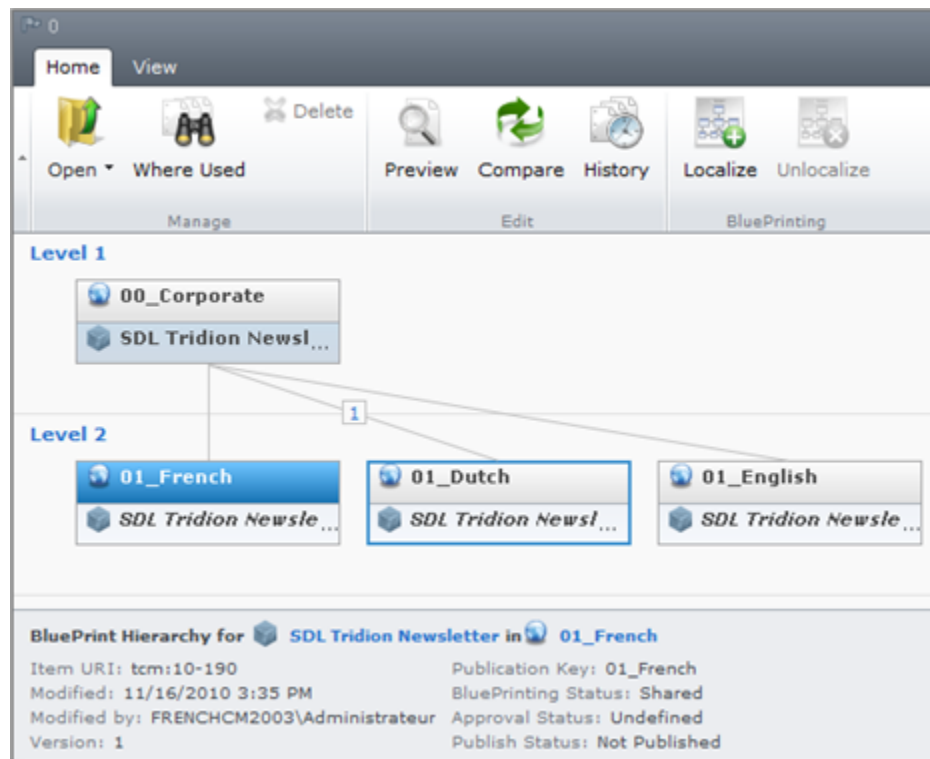 0
Home View
Open Where Used Delete Preview Compare History Localize Unlocalize
Manage Edit BluePrinting
Level 1
00_Corporate
SDL Tridion Newsl...
1
Level 2
01_French 01_Dutch 01_English
SDL Tridion Newsle... SDL Tridion Newsl... SDL Tridion Newsle...
BluePrint Hierarchy for SDL Tridion Newsletter in 01_French
Item URI: tcm:10-190 Publication Key: 01_French
Modified: 11/16/2010 3:35 PM BluePrinting Status: Shared
Modified by: FRENCHCM2003\Administrateur Approval Status: Undefined
Version: 1 Publish Status: Not Published